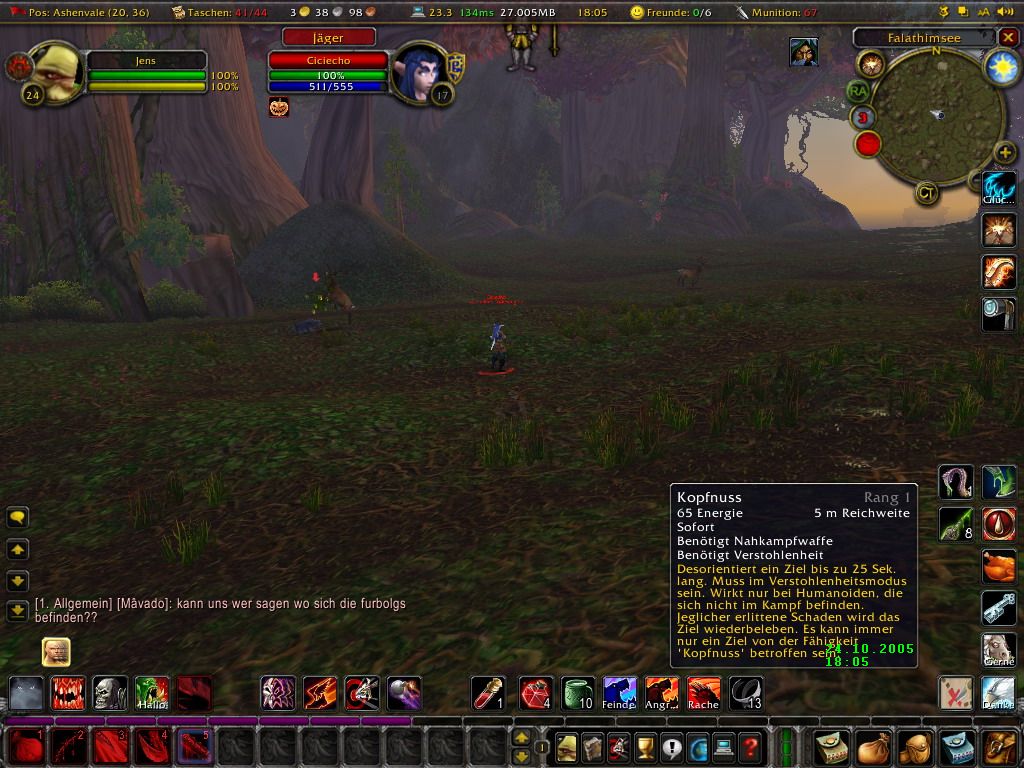 Pos: Ashenvale (20, 36)
Taschen: 41/44
3 38 98
23.3 134ms 27.005MB
18:05
Freunde: 0/6
Munition: 67
Jäger
Falathimsee
Jens
Ciciecho
100%
100%
100%
511/555
24
17
N
RA
3
CT
[1. Allgemein] [Mâvado]: kann uns wer sagen wo sich die furbolgs
befinden??
Kopfnuss Rang 1
65 Energie 5 m Reichweite
Sofort
Benötigt Nahkampfwaffe
Benötigt Verstohlenheit
Desorientiert ein Ziel bis zu 25 Sek.
lang. Muss im Verstohlenheitsmodus
sein. Wirkt nur bei Humanoiden, die
sich nicht im Kampf befinden.
Jeglicher erlittene Schaden wird das
Ziel wiederbeleben. Es kann immer
nur ein Ziel von der Fähigkeit
'Kopfnuss' betroffen sein.
24.10.2005
18:05
8
Hallo
1
4
10
Feinde
Angr
Rache
13
1 2 3 4 5
1